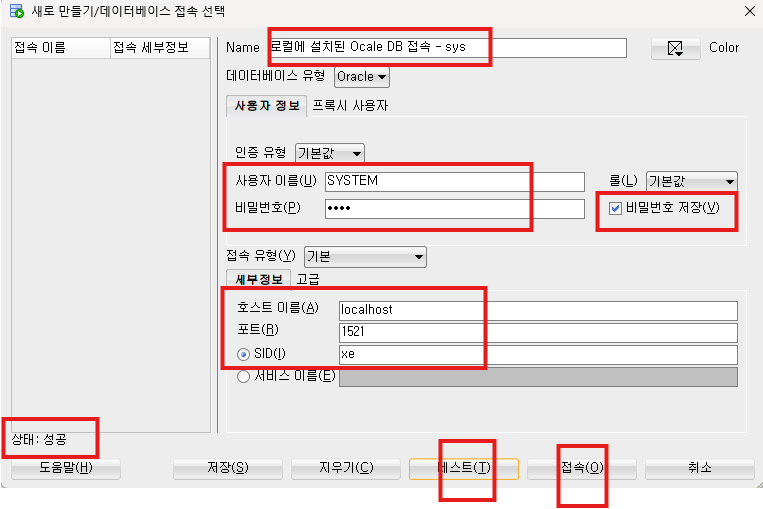 새로 만들기/데이터베이스 접속 선택
접속 이름 접속 세부정보
Name 로컬에 설치된 Ocale DB 접속 - sys Color
데이터베이스 유형 Oracle
사용자 정보 프록시 사용자
인증 유형 기본값
사용자 이름(U) SYSTEM 롤(L) 기본값
비밀번호(P) •••• 비밀번호 저장(V)
접속 유형(Y) 기본
세부정보 고급
호스트 이름(A) localhost
포트(R) 1521
SID(I) xe
서비스 이름(E)
상태: 성공
도움말(H) 저장(S) 지우기(C) 테스트(T) 접속(O) 취소